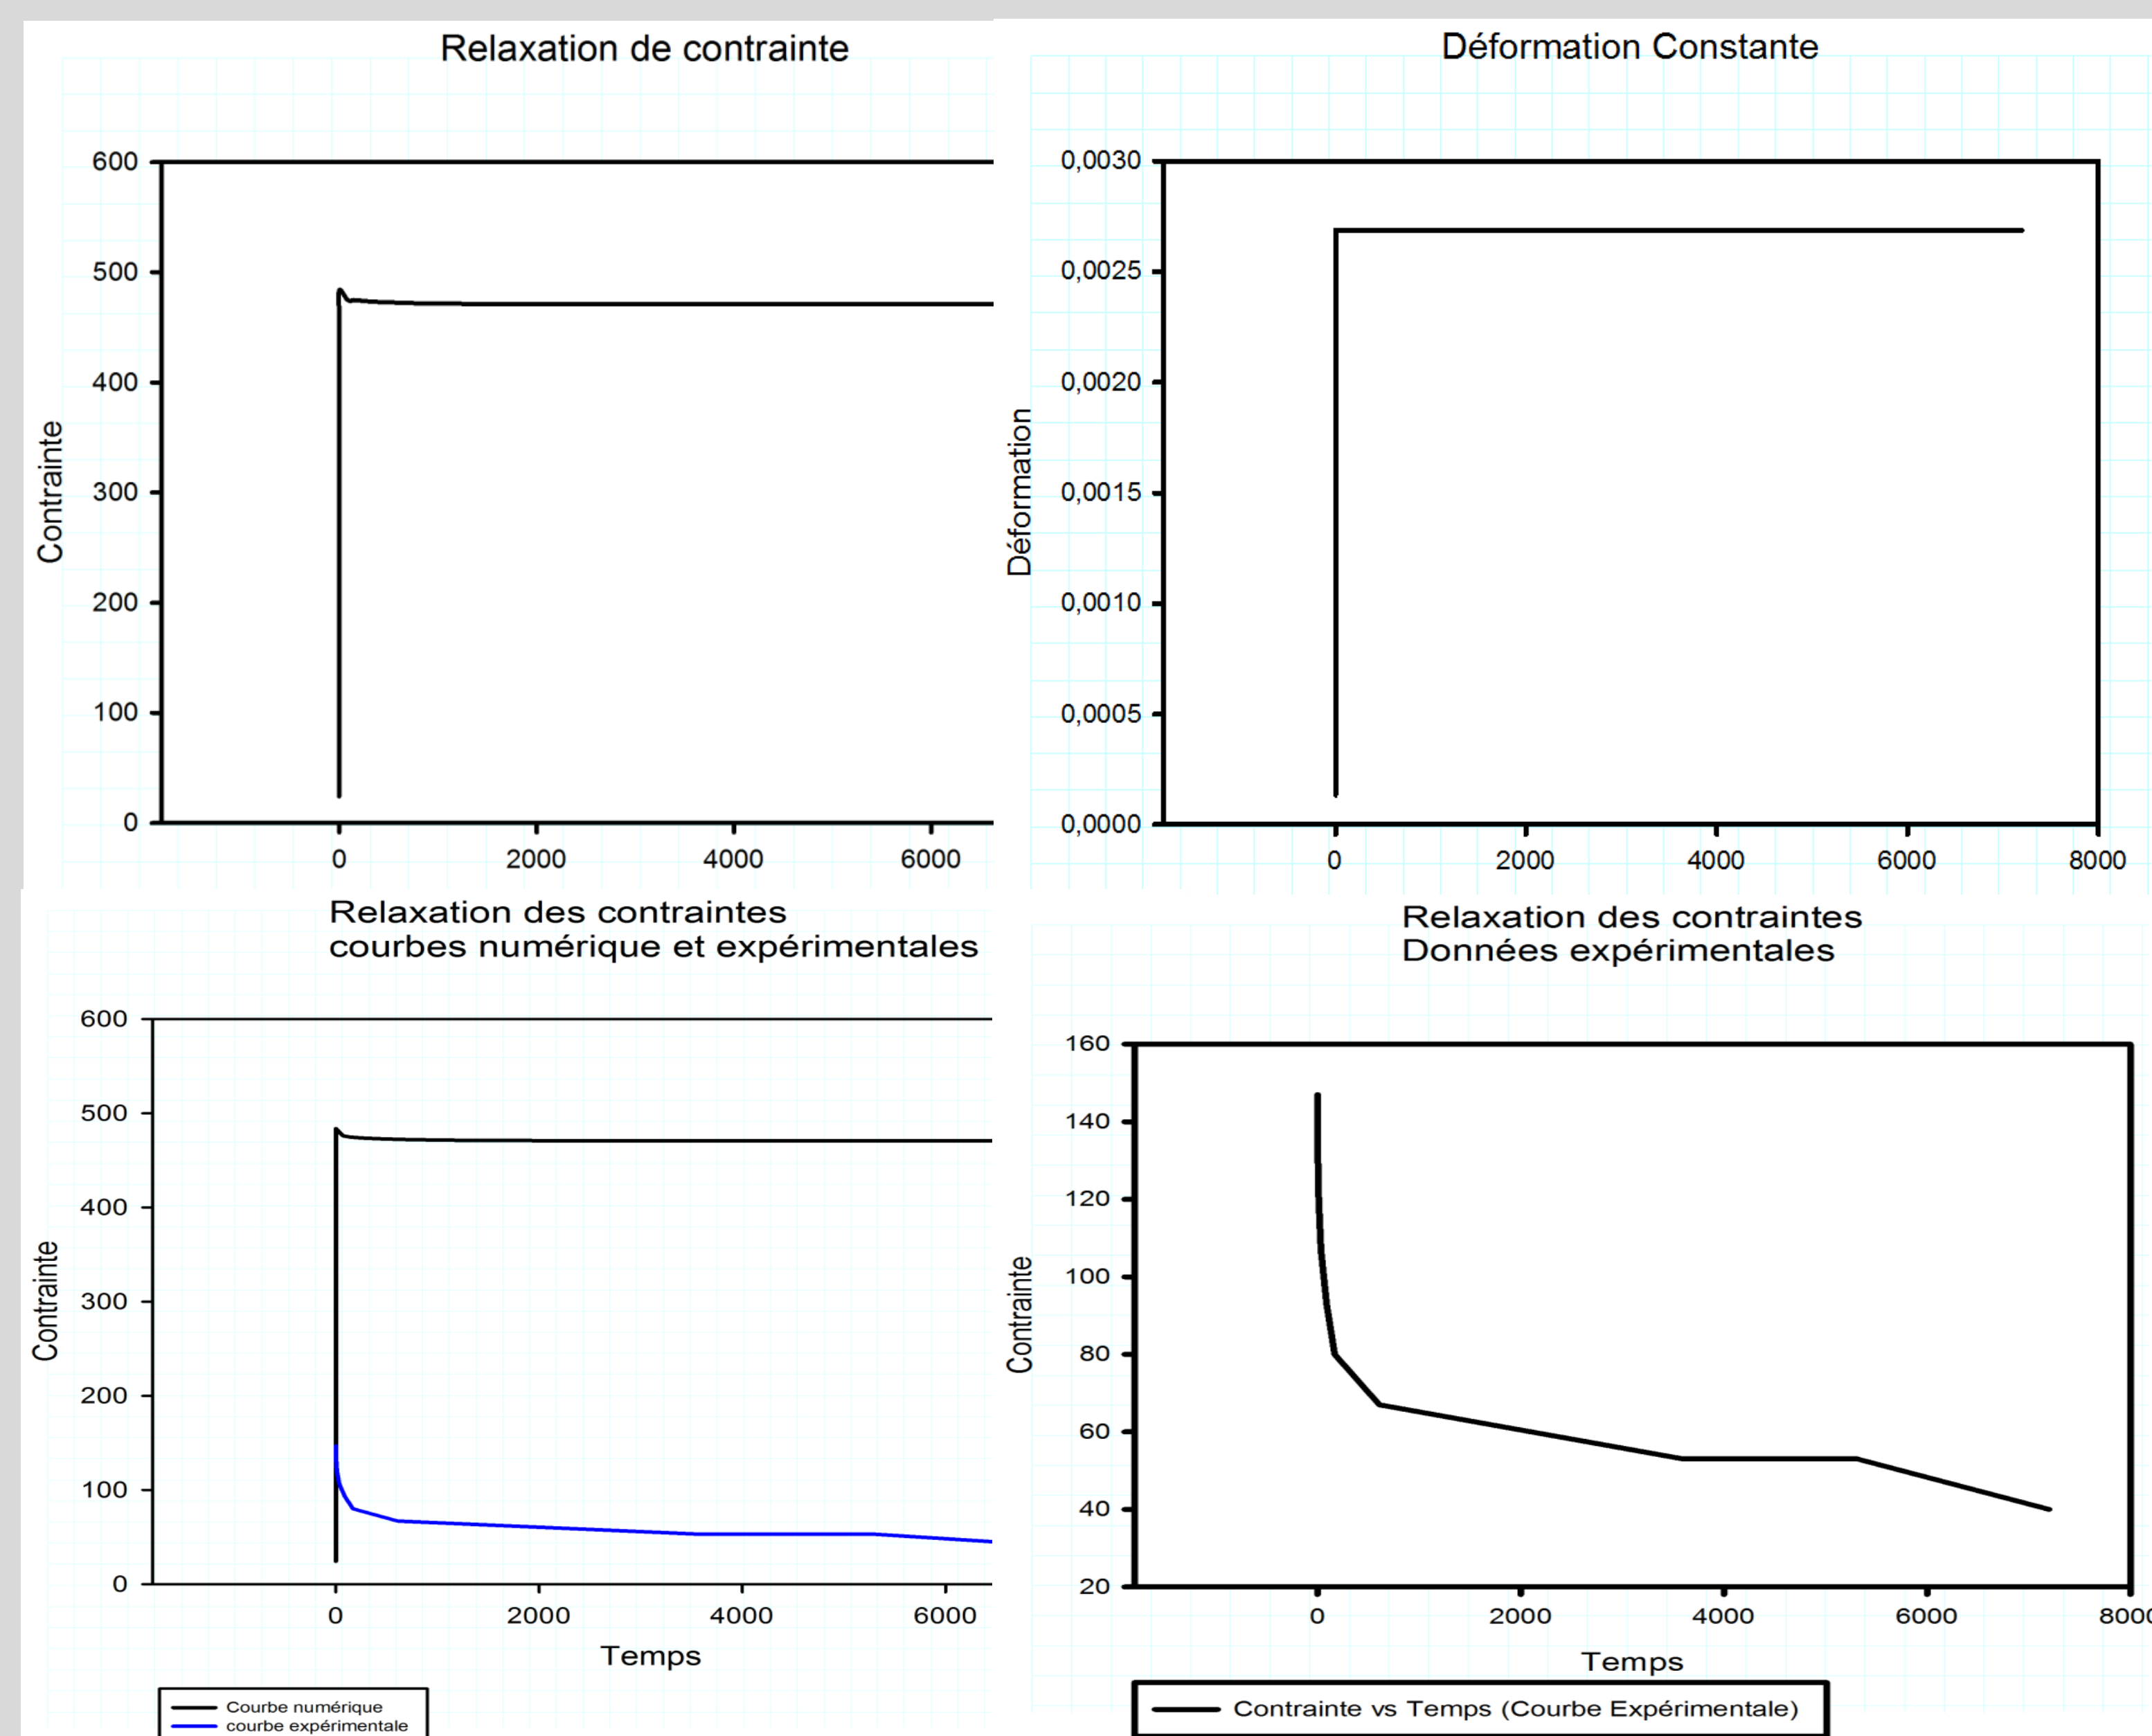 Relaxation de contrainte
600
500
400
300
200
100
0
Contrainte
0 2000 4000 6000
Déformation Constante
0,0030
0,0025
0,0020
0,0015
0,0010
0,0005
0,0000
Déformation
0 2000 4000 6000 8000
Relaxation des contraintes
courbes numérique et expérimentales
600
500
400
300
200
100
0
Contrainte
0 2000 4000 6000
Temps
Courbe numérique
courbe expérimentale
Relaxation des contraintes
Données expérimentales
160
140
120
100
80
60
40
20
Contrainte
0 2000 4000 6000 8000
Temps
Contrainte vs Temps (Courbe Expérimentale)